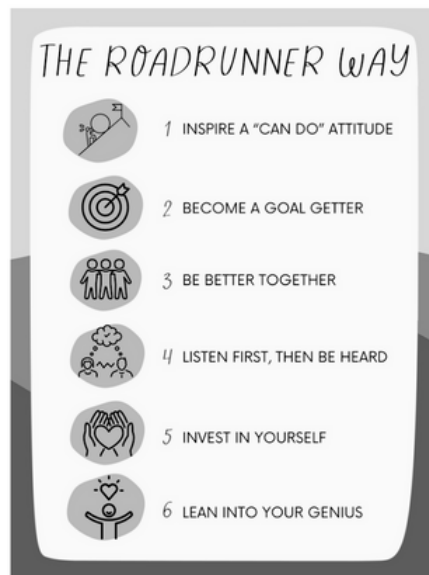 THE ROADRUNNER WAY
1 INSPIRE A “CAN DO” ATTITUDE
2 BECOME A GOAL GETTER
3 BE BETTER TOGETHER
4 LISTEN FIRST, THEN BE HEARD
5 INVEST IN YOURSELF
6 LEAN INTO YOUR GENIUS